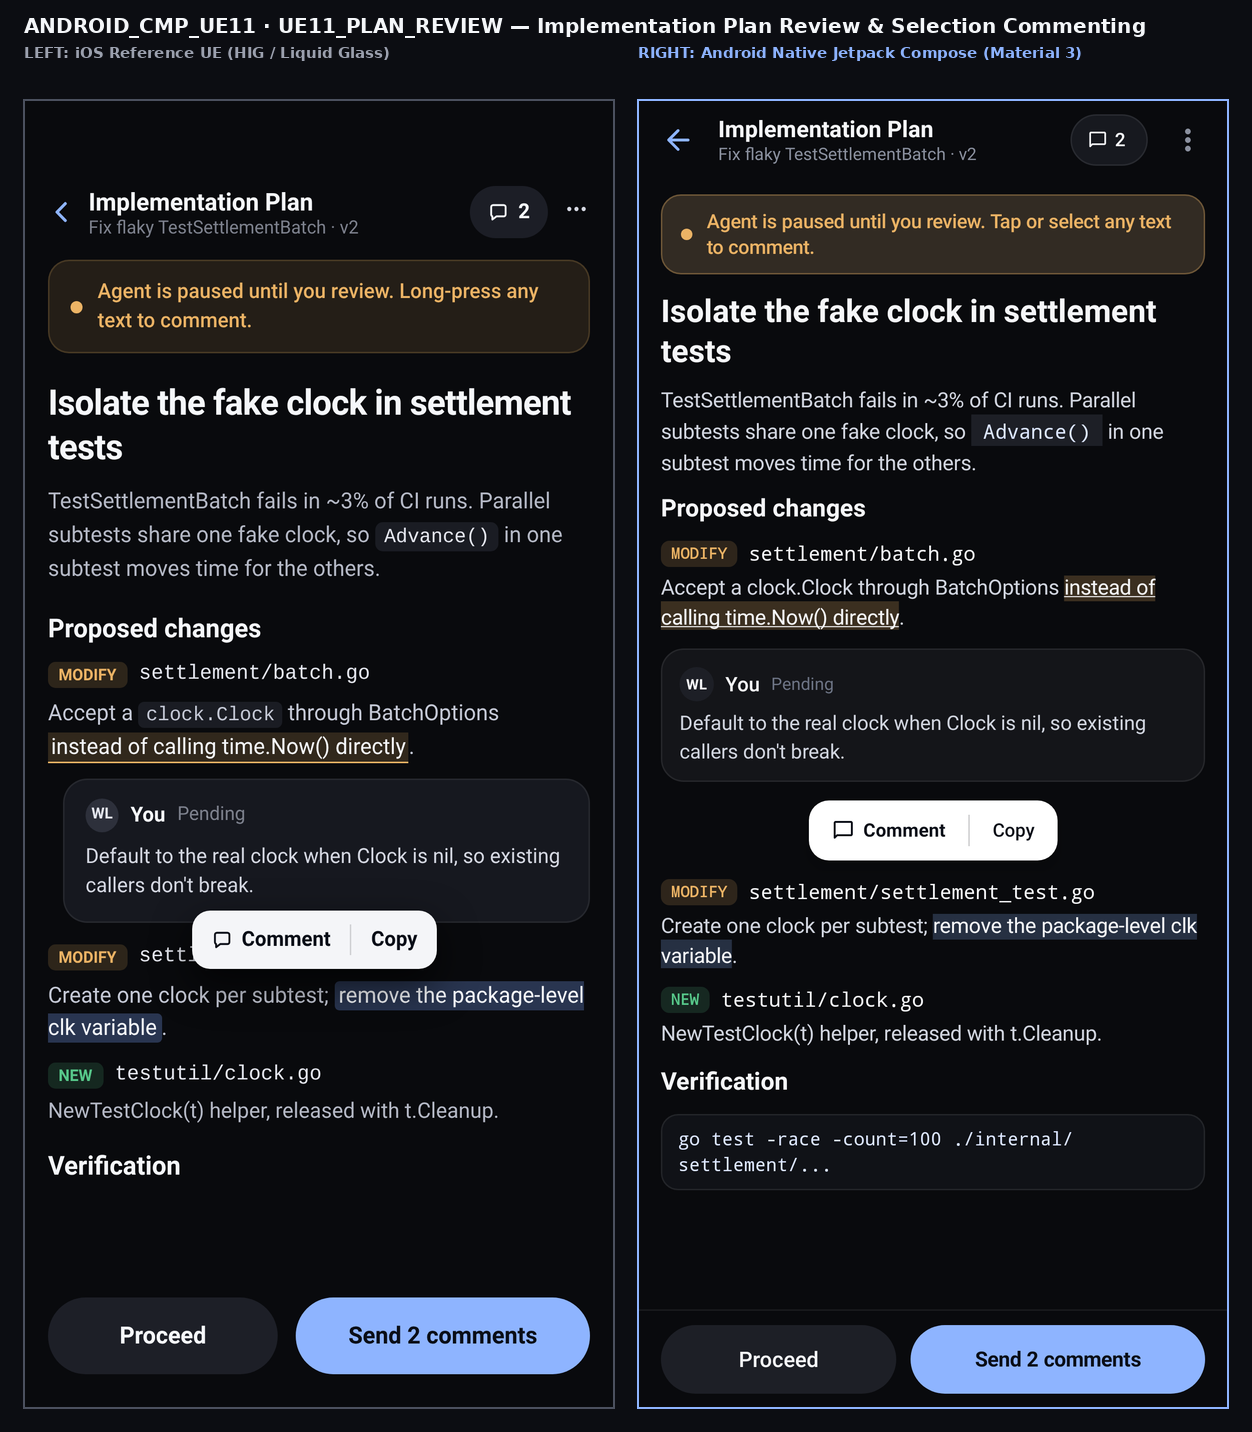 ANDROID_CMP_UE11 · UE11_PLAN_REVIEW — Implementation Plan Review & Selection Commenting
LEFT: iOS Reference UE (HIG / Liquid Glass)
Implementation Plan
Fix flaky TestSettlementBatch · v2
2
Agent is paused until you review. Long-press any
text to comment.
Isolate the fake clock in settlement
tests
TestSettlementBatch fails in ~3% of CI runs. Parallel
subtests share one fake clock, so Advance() in one
subtest moves time for the others.
Proposed changes
MODIFY settlement/batch.go
Accept a clock.Clock through BatchOptions
instead of calling time.Now() directly.
WL You Pending
Default to the real clock when Clock is nil, so existing
callers don't break.
Comment Copy
MODIFY settl
Create one clock per subtest; remove the package-level
clk variable.
NEW testutil/clock.go
NewTestClock(t) helper, released with t.Cleanup.
Verification
Proceed Send 2 comments
RIGHT: Android Native Jetpack Compose (Material 3)
Implementation Plan
Fix flaky TestSettlementBatch · v2
2
Agent is paused until you review. Tap or select any text
to comment.
Isolate the fake clock in settlement
tests
TestSettlementBatch fails in ~3% of CI runs. Parallel
subtests share one fake clock, so Advance() in one
subtest moves time for the others.
Proposed changes
MODIFY settlement/batch.go
Accept a clock.Clock through BatchOptions instead of
calling time.Now() directly.
WL You Pending
Default to the real clock when Clock is nil, so existing
callers don't break.
Comment Copy
MODIFY settlement/settlement_test.go
Create one clock per subtest; remove the package-level clk
variable.
NEW testutil/clock.go
NewTestClock(t) helper, released with t.Cleanup.
Verification
go test -race -count=100 ./internal/
settlement/...
Proceed Send 2 comments